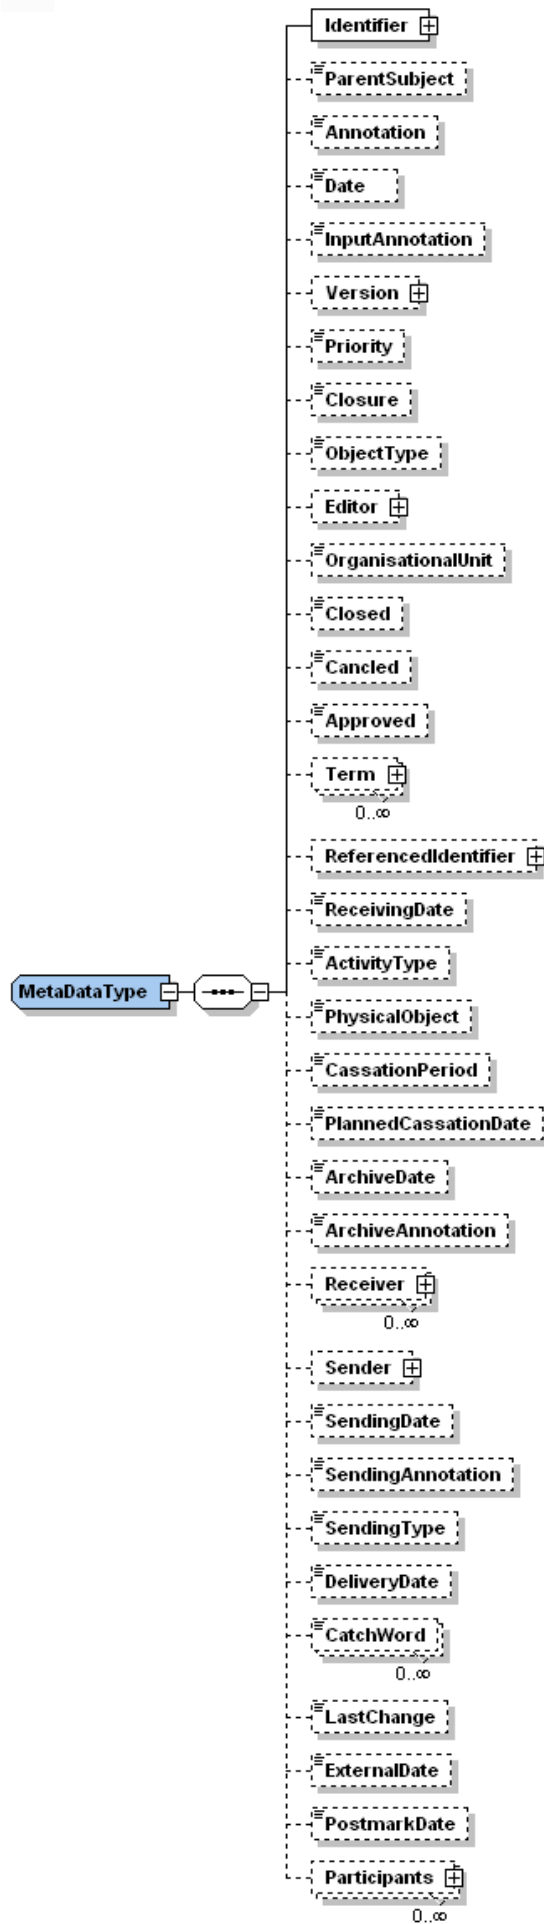 Identifier
ParentSubject
Annotation
Date
InputAnnotation
Version
Priority
Closure
ObjectType
Editor
OrganisationalUnit
Closed
Cancled
Approved
Term
0..∞
ReferencedIdentifier
ReceivingDate
ActivityType
MetaDataType
PhysicalObject
CassationPeriod
PlannedCassationDate
ArchiveDate
ArchiveAnnotation
Receiver
0..∞
Sender
SendingDate
SendingAnnotation
SendingType
DeliveryDate
CatchWord
0..∞
LastChange
ExternalDate
PostmarkDate
Participants
0..∞